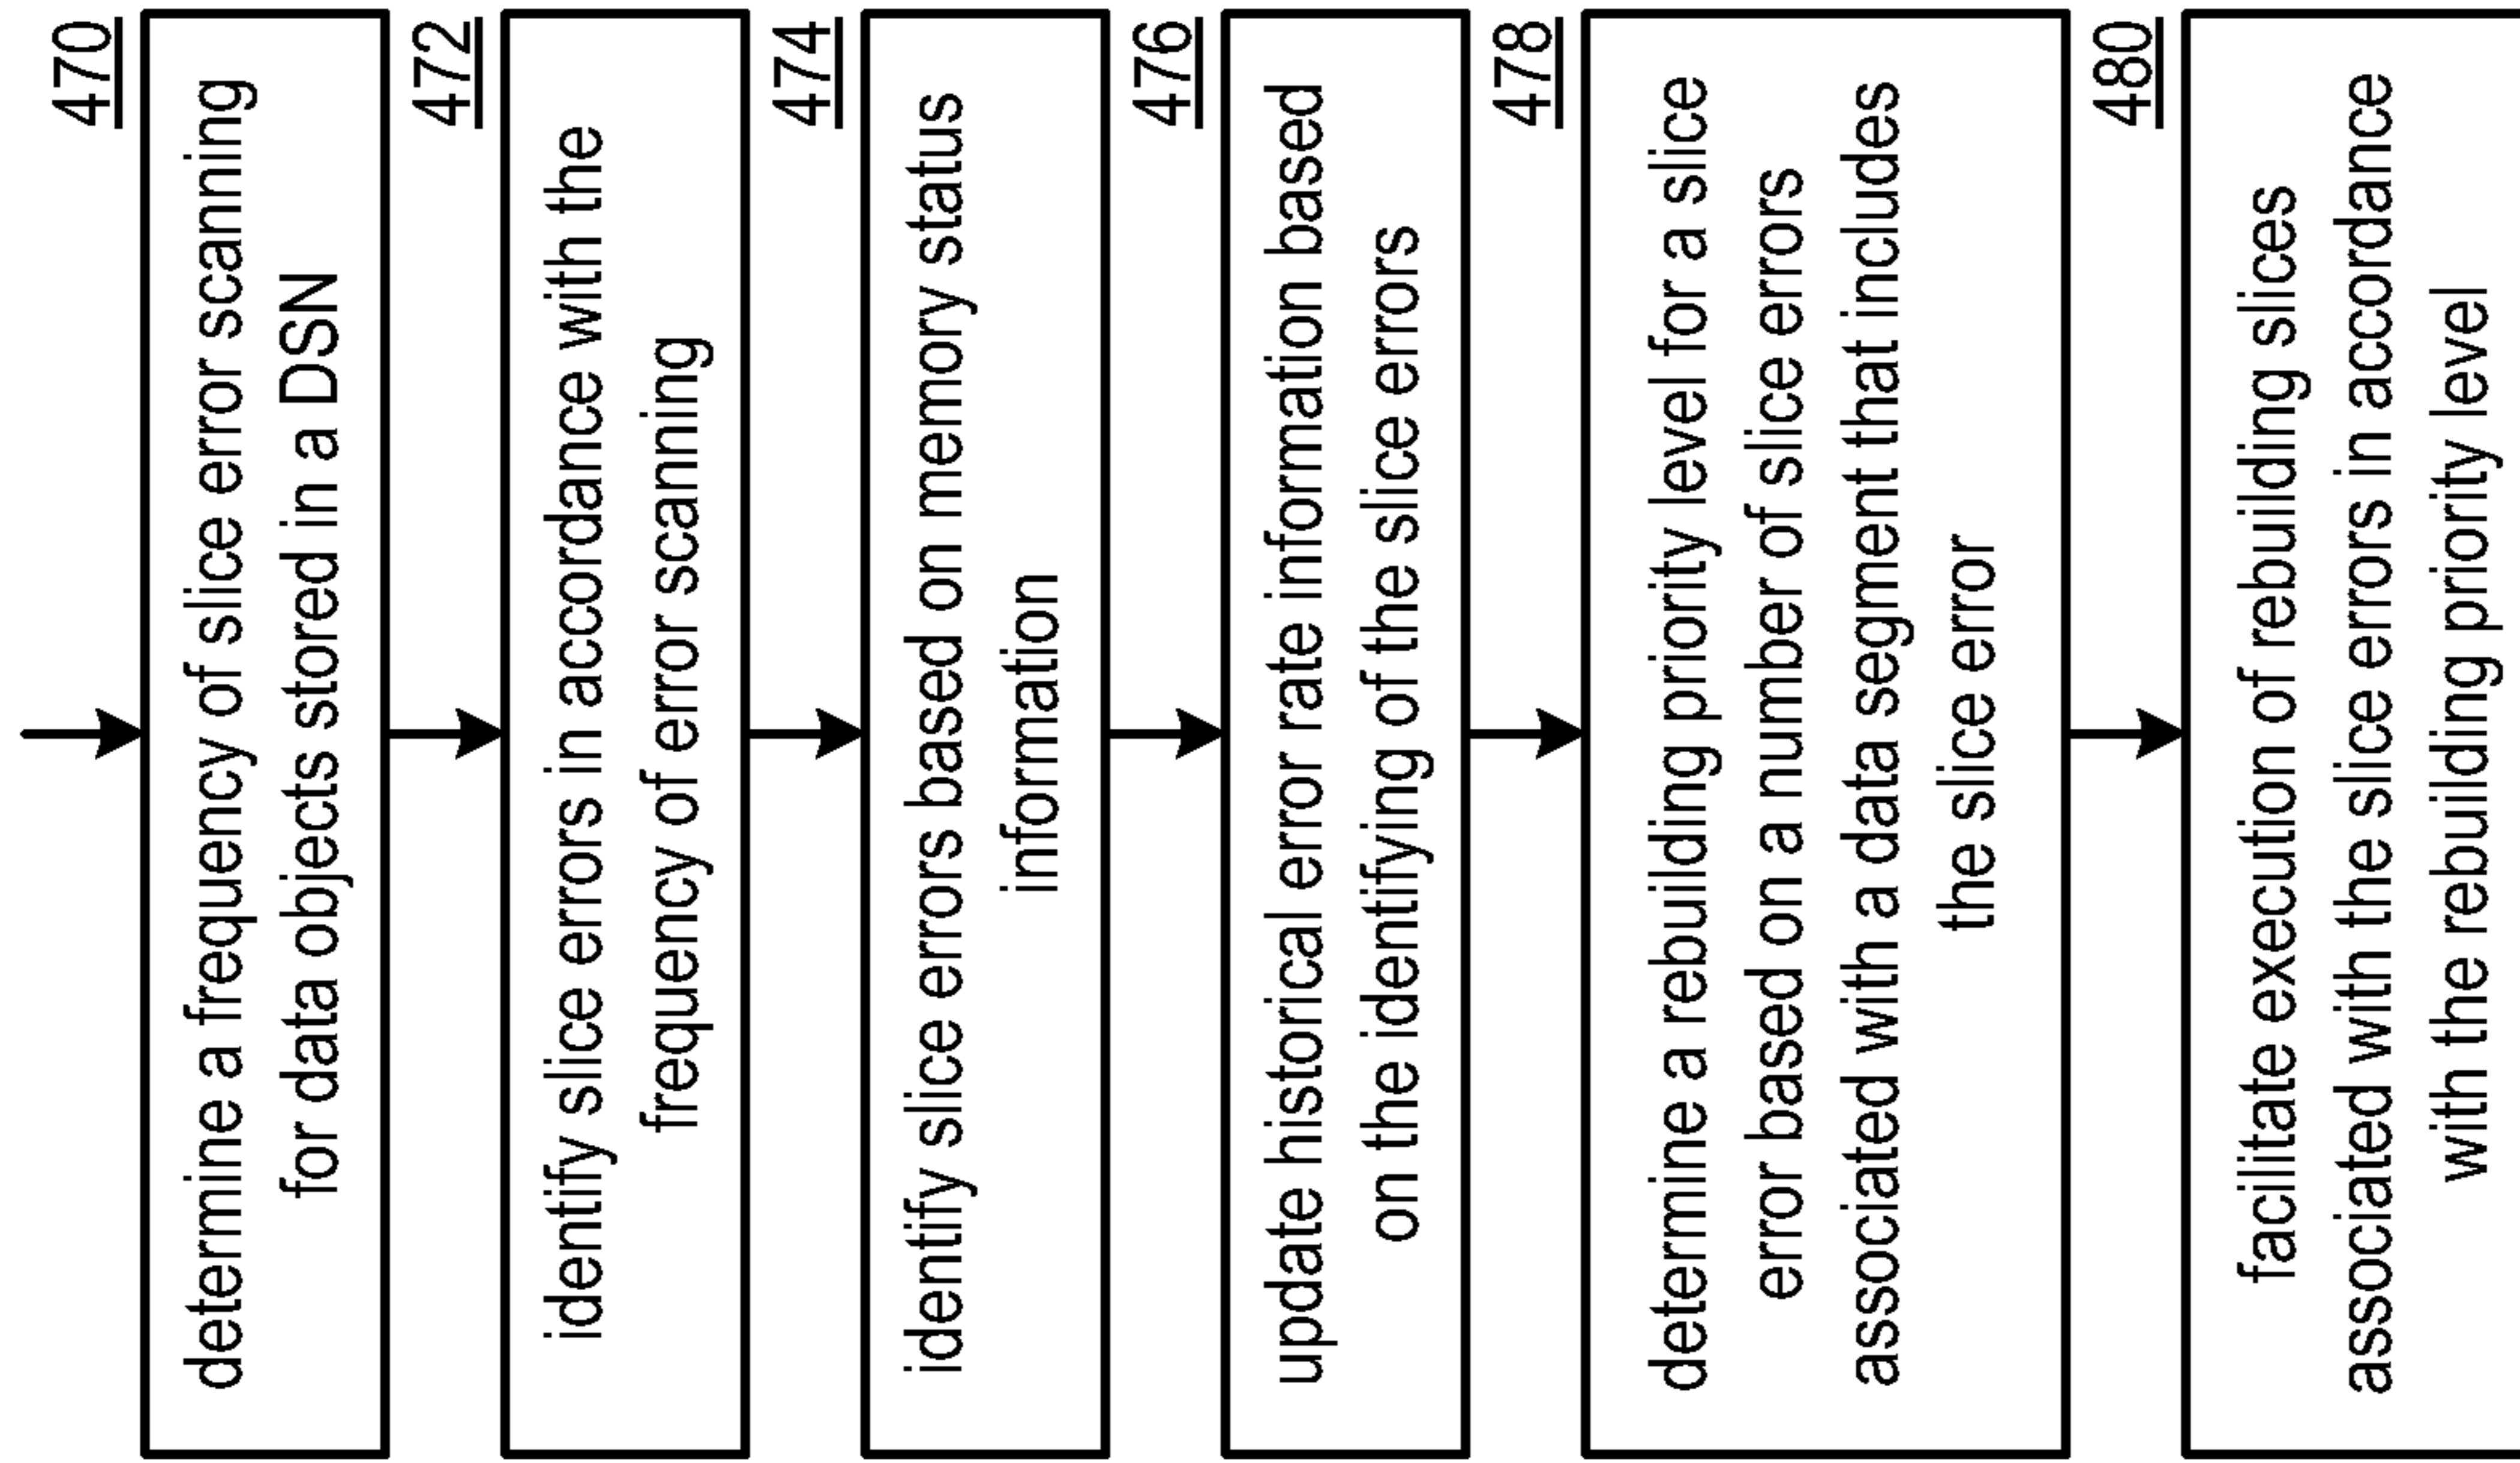 470
determine a frequency of slice error scanning
for data objects stored in a DSN
472
identify slice errors in accordance with the
frequency of error scanning
474
identify slice errors based on memory status
information
476
update historical error rate information based
on the identifying of the slice errors
478
determine a rebuilding priority level for a slice
error based on a number of slice errors
associated with a data segment that includes
the slice error
480
facilitate execution of rebuilding slices
associated with the slice errors in accordance
with the rebuilding priority level